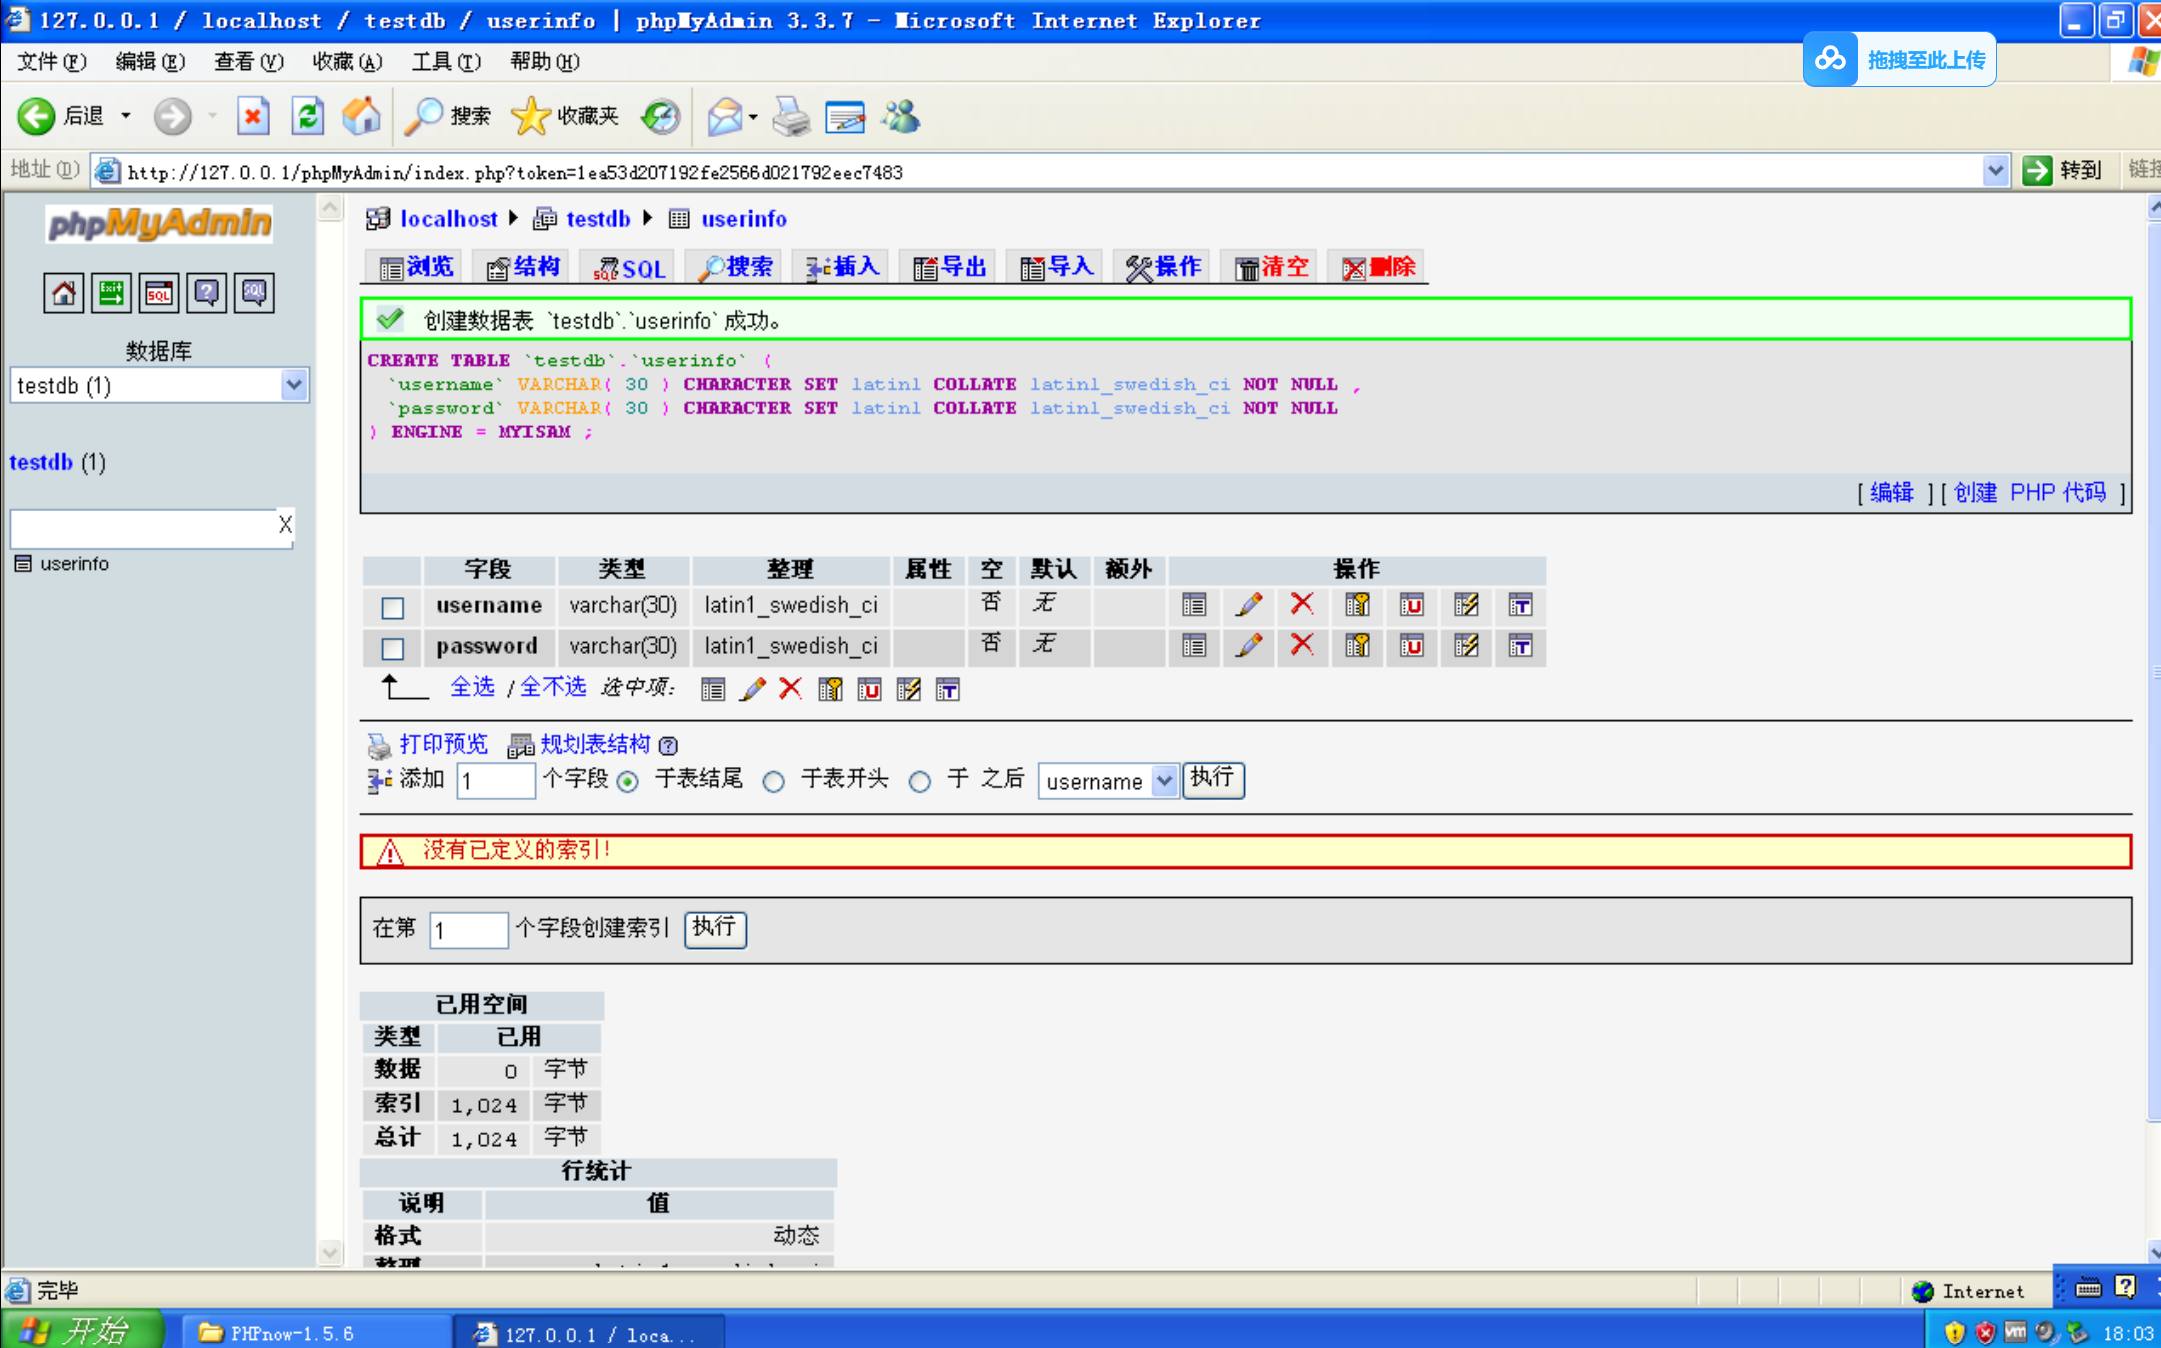 127.0.0.1 / localhost / testdb / userinfo | phpMyAdmin 3.3.7 - Microsoft Internet Explorer
文件(F) 编辑(E) 查看(V) 收藏(A) 工具(T) 帮助(H)
拖拽至此上传
后退 搜索 收藏夹
地址(D) http://127.0.0.1/phpMyAdmin/index.php?token=1ea53d207192fe2566d021792eec7483 转到 链接
phpMyAdmin
数据库
testdb (1)
testdb (1)
X
userinfo
localhost testdb userinfo
浏览 结构 SQL 搜索 插入 导出 导入 操作 清空 删除
创建数据表 `testdb`.`userinfo` 成功。
CREATE TABLE `testdb`.`userinfo` (
`username` VARCHAR( 30 ) CHARACTER SET latin1 COLLATE latin1_swedish_ci NOT NULL ,
`password` VARCHAR( 30 ) CHARACTER SET latin1 COLLATE latin1_swedish_ci NOT NULL
) ENGINE = MYISAM ;
[ 编辑 ] [ 创建 PHP 代码 ]
字段 类型 整理 属性 空 默认 额外 操作
username varchar(30) latin1_swedish_ci 否 无
password varchar(30) latin1_swedish_ci 否 无
全选 / 全不选 选中项:
打印预览 规划表结构
添加 1 个字段 于表结尾 于表开头 于 之后 username 执行
没有已定义的索引!
在第 1 个字段创建索引 执行
已用空间
类型 已用
数据 0 字节
索引 1,024 字节
总计 1,024 字节
行统计
说明 值
格式 动态
完毕 Internet
开始 PHPnow-1.5.6 127.0.0.1 / loca... 18:03